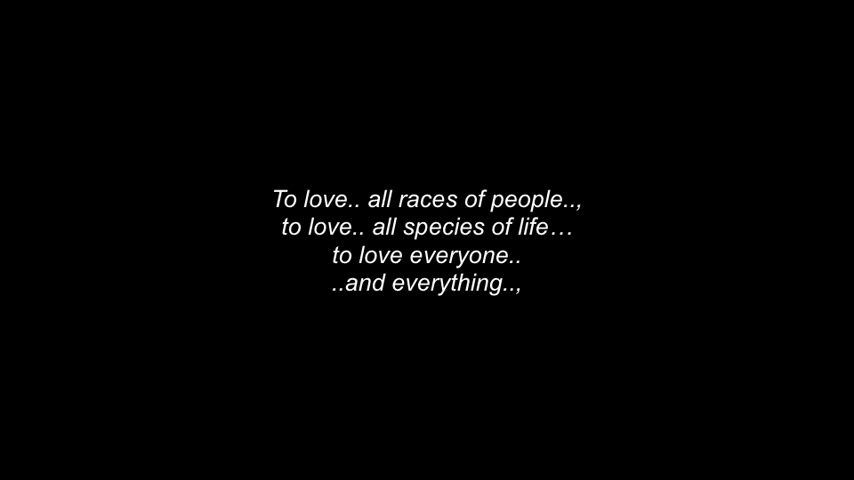 To love.. all races of people..,
to love.. all species of life…
to love everyone..
..and everything..,